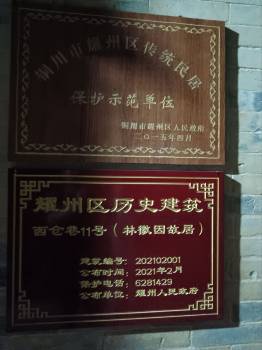 铜川市耀州区传统民居
保护示范单位
铜川市耀州区人民政府
二〇一五年四月
耀州区历史建筑
西仓巷11号（林徽因故居）
建筑编号：202102001
公布时间：2021年2月
保护电话：6281429
公布单位：耀州人民政府